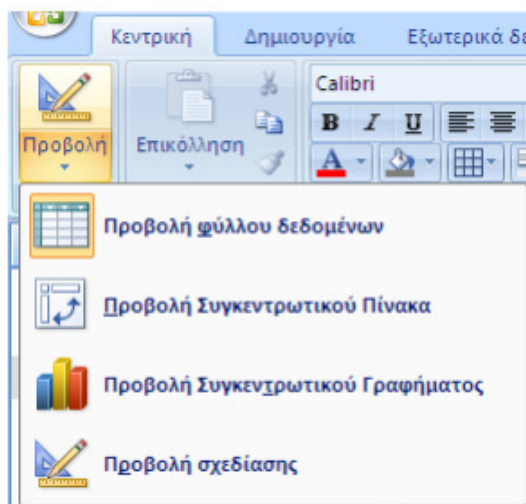 Κεντρική Δημιουργία Εξωτερικά δε
Calibri
Προβολή Επικόλληση B I U
A
Προβολή φύλλου δεδομένων
Προβολή Συγκεντρωτικού Πίνακα
Προβολή Συγκεντρωτικού Γραφήματος
Προβολή σχεδίασης